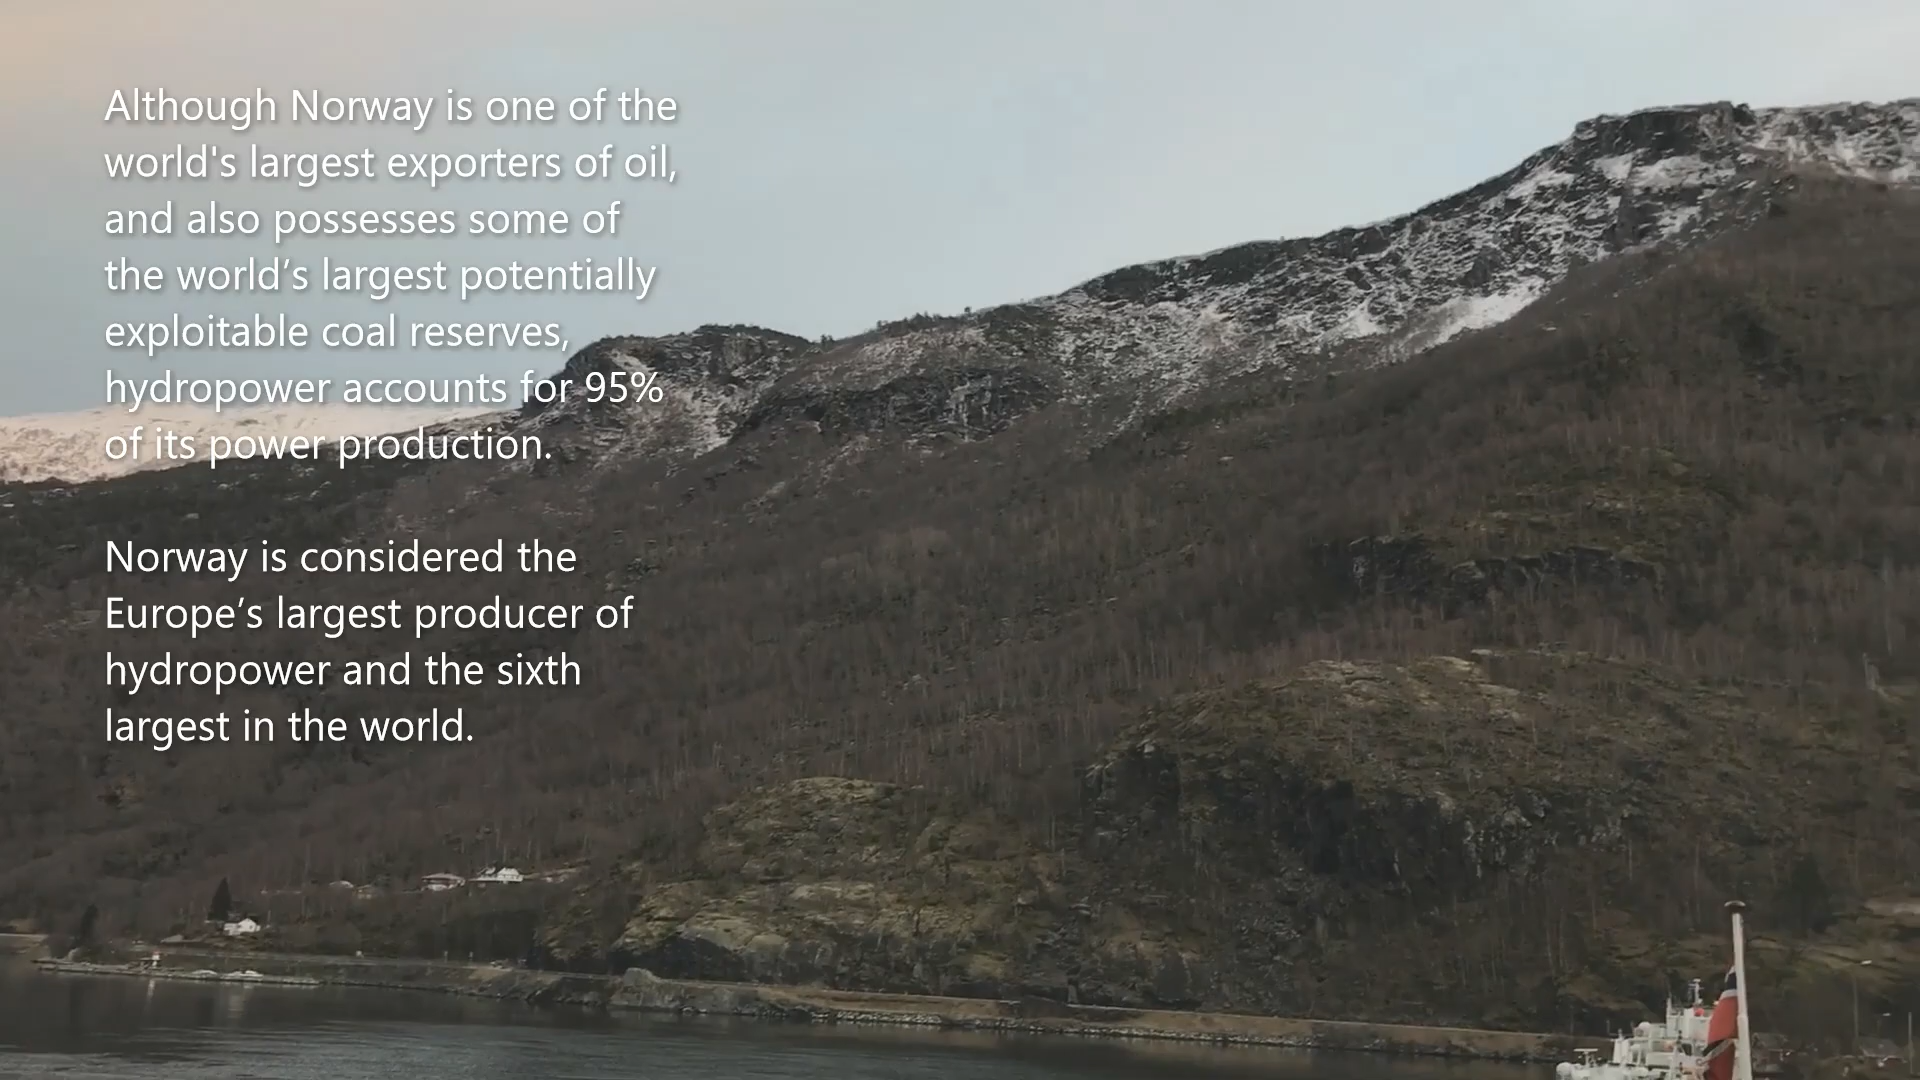 Although Norway is one of the
world's largest exporters of oil,
and also possesses some of
the world’s largest potentially
exploitable coal reserves,
hydropower accounts for 95%
of its power production.
Norway is considered the
Europe’s largest producer of
hydropower and the sixth
largest in the world.